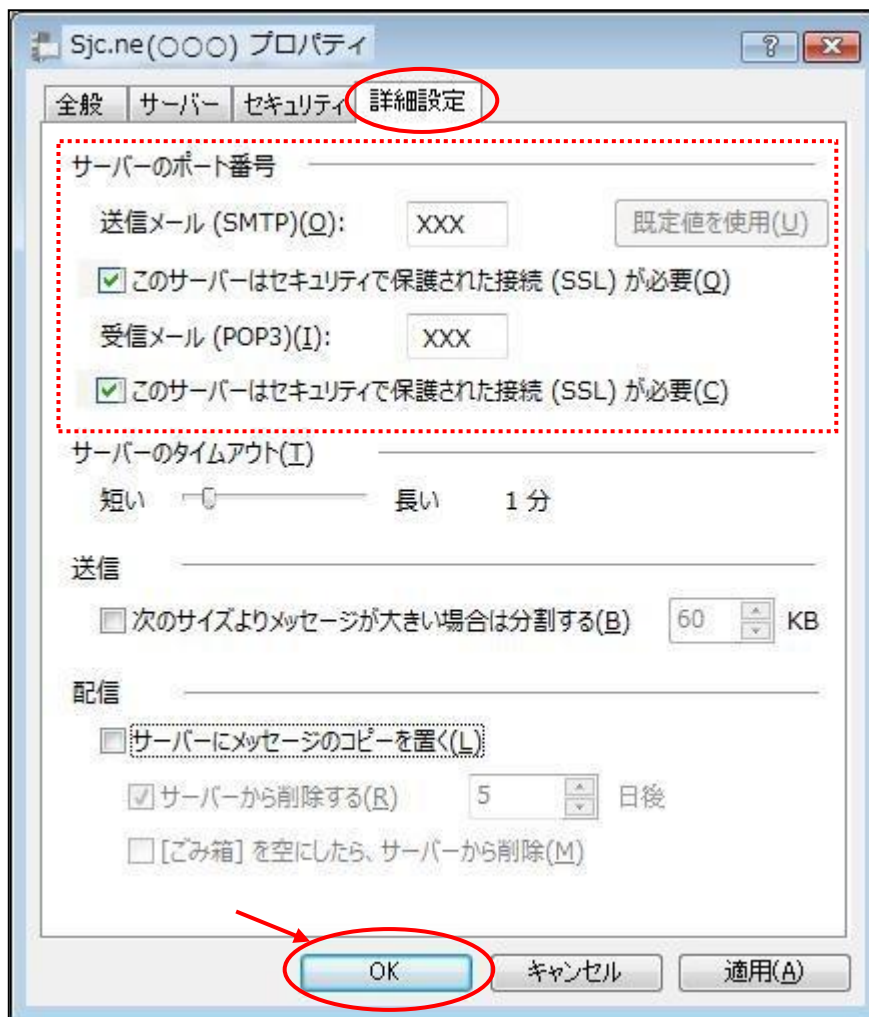 Sjc.ne(○○○) プロパティ
全般 サーバー セキュリティ 詳細設定
サーバーのポート番号
送信メール (SMTP)(O): XXX 既定値を使用(U)
このサーバーはセキュリティで保護された接続 (SSL) が必要(Q)
受信メール (POP3)(I): XXX
このサーバーはセキュリティで保護された接続 (SSL) が必要(C)
サーバーのタイムアウト(T)
短い 長い 1 分
送信
次のサイズよりメッセージが大きい場合は分割する(B) 60 KB
配信
サーバーにメッセージのコピーを置く(L)
サーバーから削除する(R) 5 日後
[ごみ箱] を空にしたら、サーバーから削除(M)
OK キャンセル 適用(A)